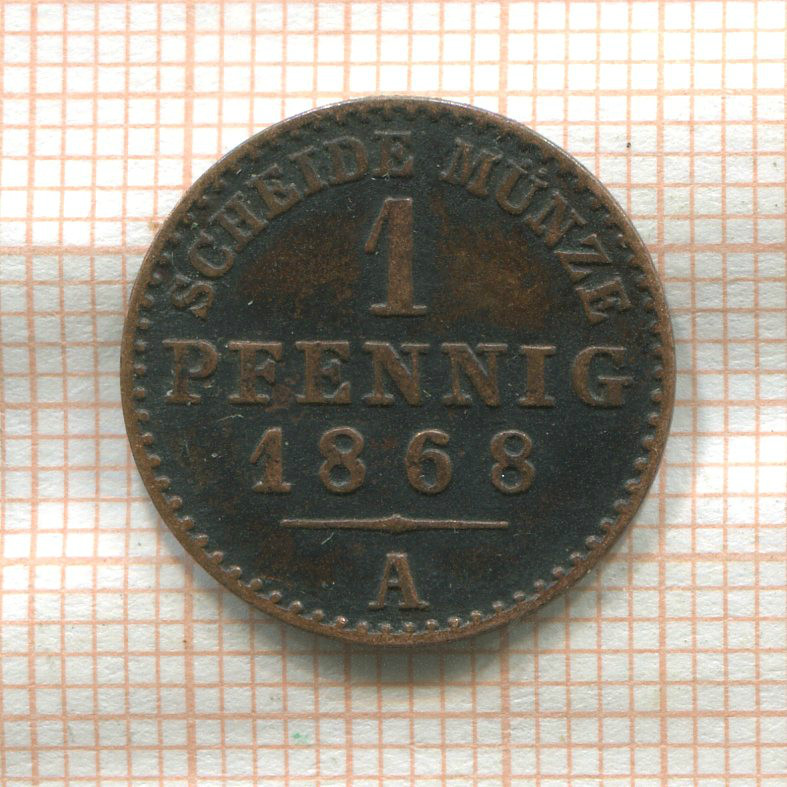 SCHEIDE MÜNZE
1
PFENNIG
1868
A